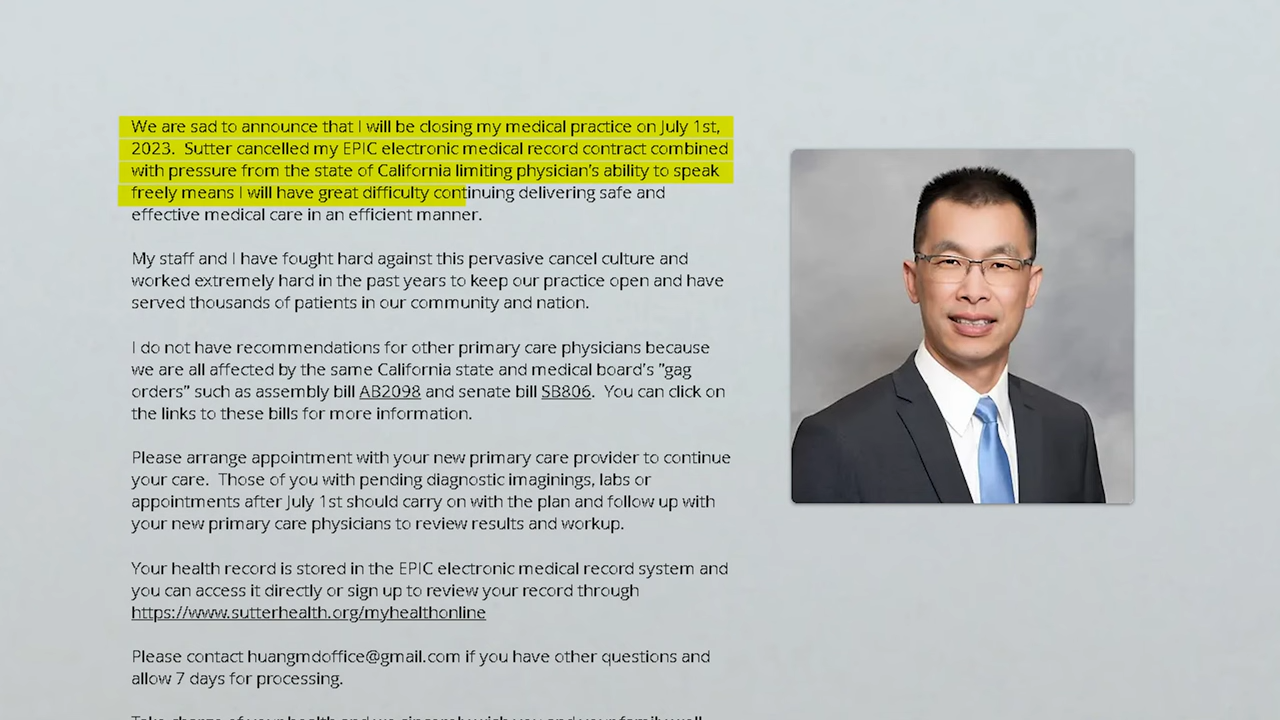 We are sad to announce that I will be closing my medical practice on July 1st,
2023.  Sutter cancelled my EPIC electronic medical record contract combined
with pressure from the state of California limiting physician's ability to speak
freely means I will have great difficulty continuing delivering safe and
effective medical care in an efficient manner.
My staff and I have fought hard against this pervasive cancel culture and
worked extremely hard in the past years to keep our practice open and have
served thousands of patients in our community and nation.
I do not have recommendations for other primary care physicians because
we are all affected by the same California state and medical board's "gag
orders" such as assembly bill AB2098 and senate bill SB806.  You can click on
the links to these bills for more information.
Please arrange appointment with your new primary care provider to continue
your care.  Those of you with pending diagnostic imaginings, labs or
appointments after July 1st should carry on with the plan and follow up with
your new primary care physicians to review results and workup.
Your health record is stored in the EPIC electronic medical record system and
you can access it directly or sign up to review your record through
https://www.sutterhealth.org/myhealthonline
Please contact huangmdoffice@gmail.com if you have other questions and
allow 7 days for processing.